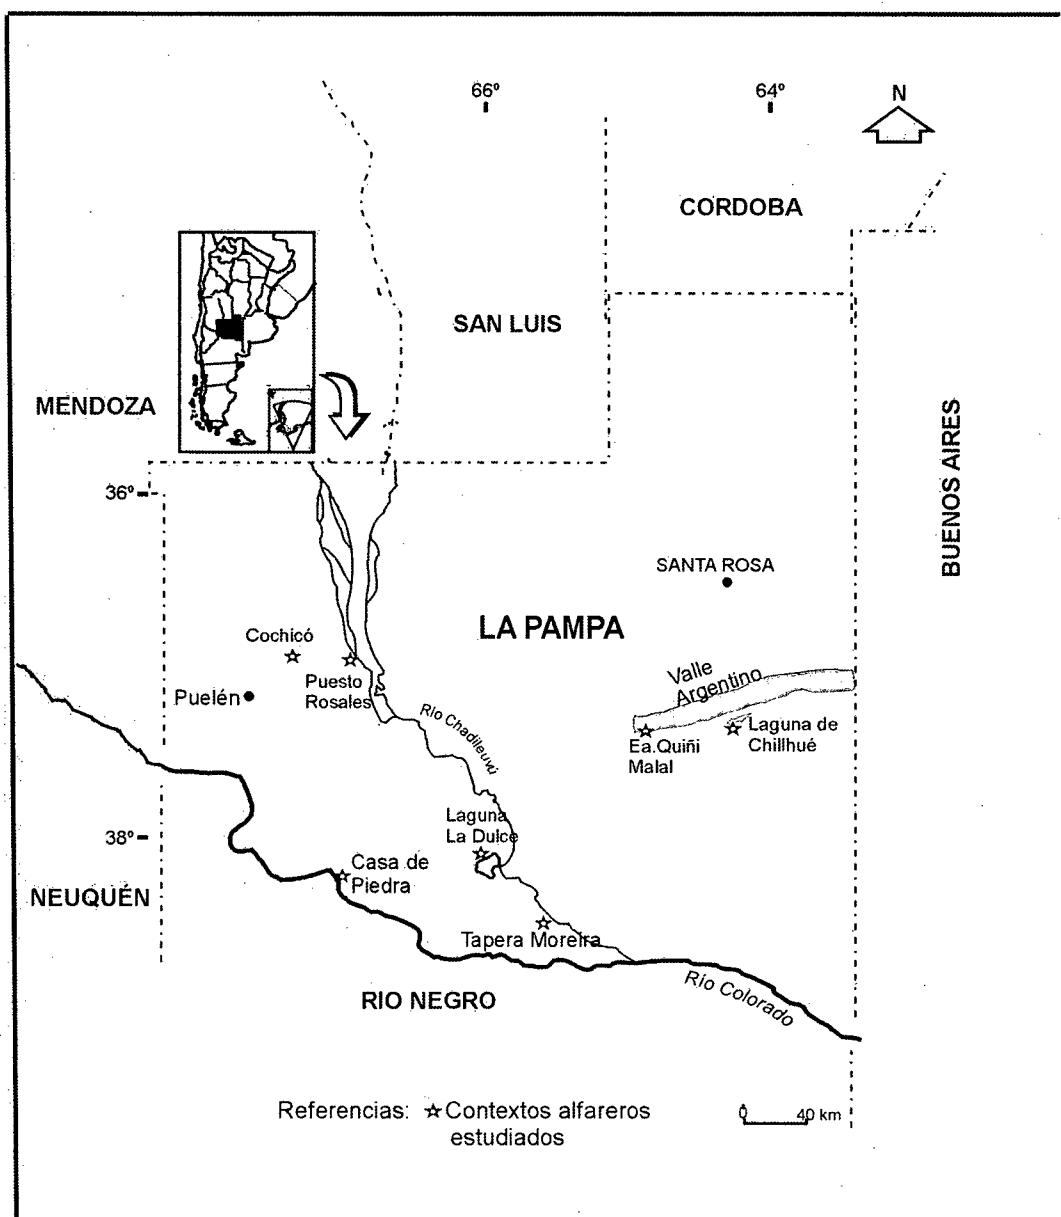 66º
64º
N
CORDOBA
SAN LUIS
MENDOZA
BUENOS AIRES
36º
SANTA ROSA
LA PAMPA
Cochicó
Puesto
Rosales
Puelén
Valle
Argentino
Río Chadileuvú
Ea.Quiñi
Malal
Laguna de
Chillhué
Laguna
La Dulce
38º
Casa de
Piedra
NEUQUÉN
Tapera Moreira
RIO NEGRO
Río Colorado
Referencias: ☆Contextos alfareros
estudiados
0 40 km